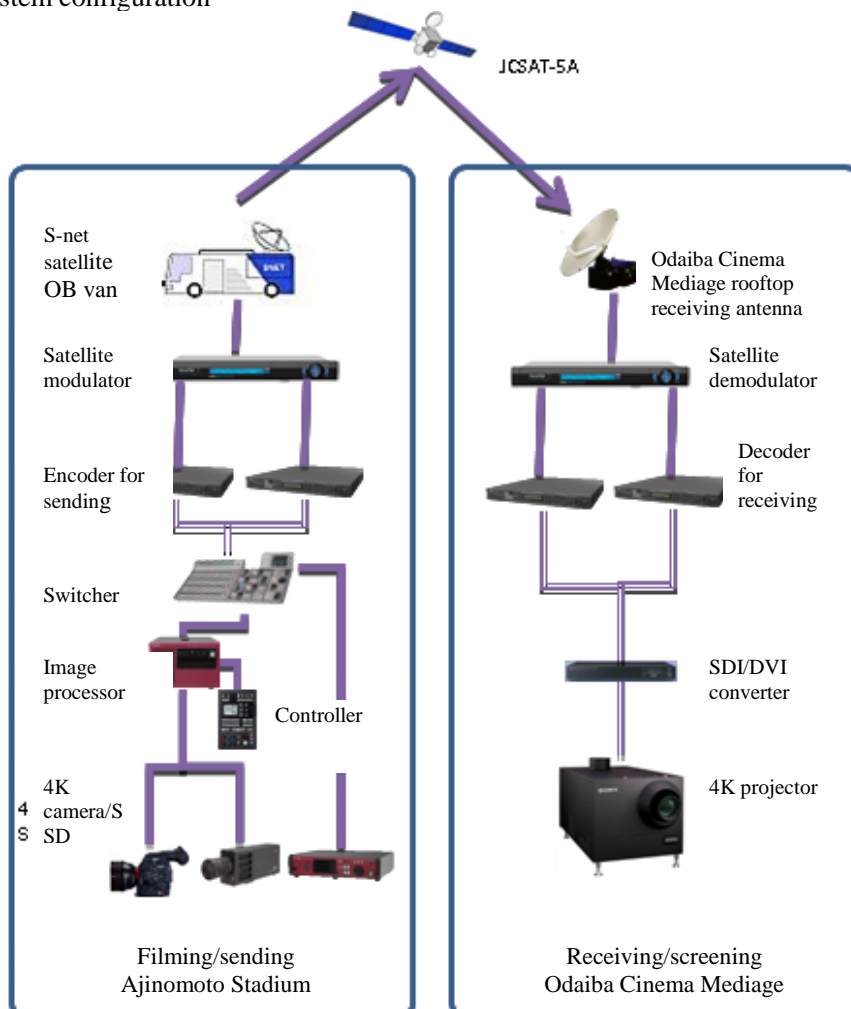 stem configuration
JCSAT-5A
S-net
satellite
OB van
Satellite
modulator
Encoder for
sending
Switcher
Image
processor
Controller
4K
camera/S
SD
4
S
Filming/sending
Ajinomoto Stadium
Odaiba Cinema
Mediage rooftop
receiving antenna
Satellite
demodulator
Decoder
for
receiving
SDI/DVI
converter
4K projector
SONY
Receiving/screening
Odaiba Cinema Mediage